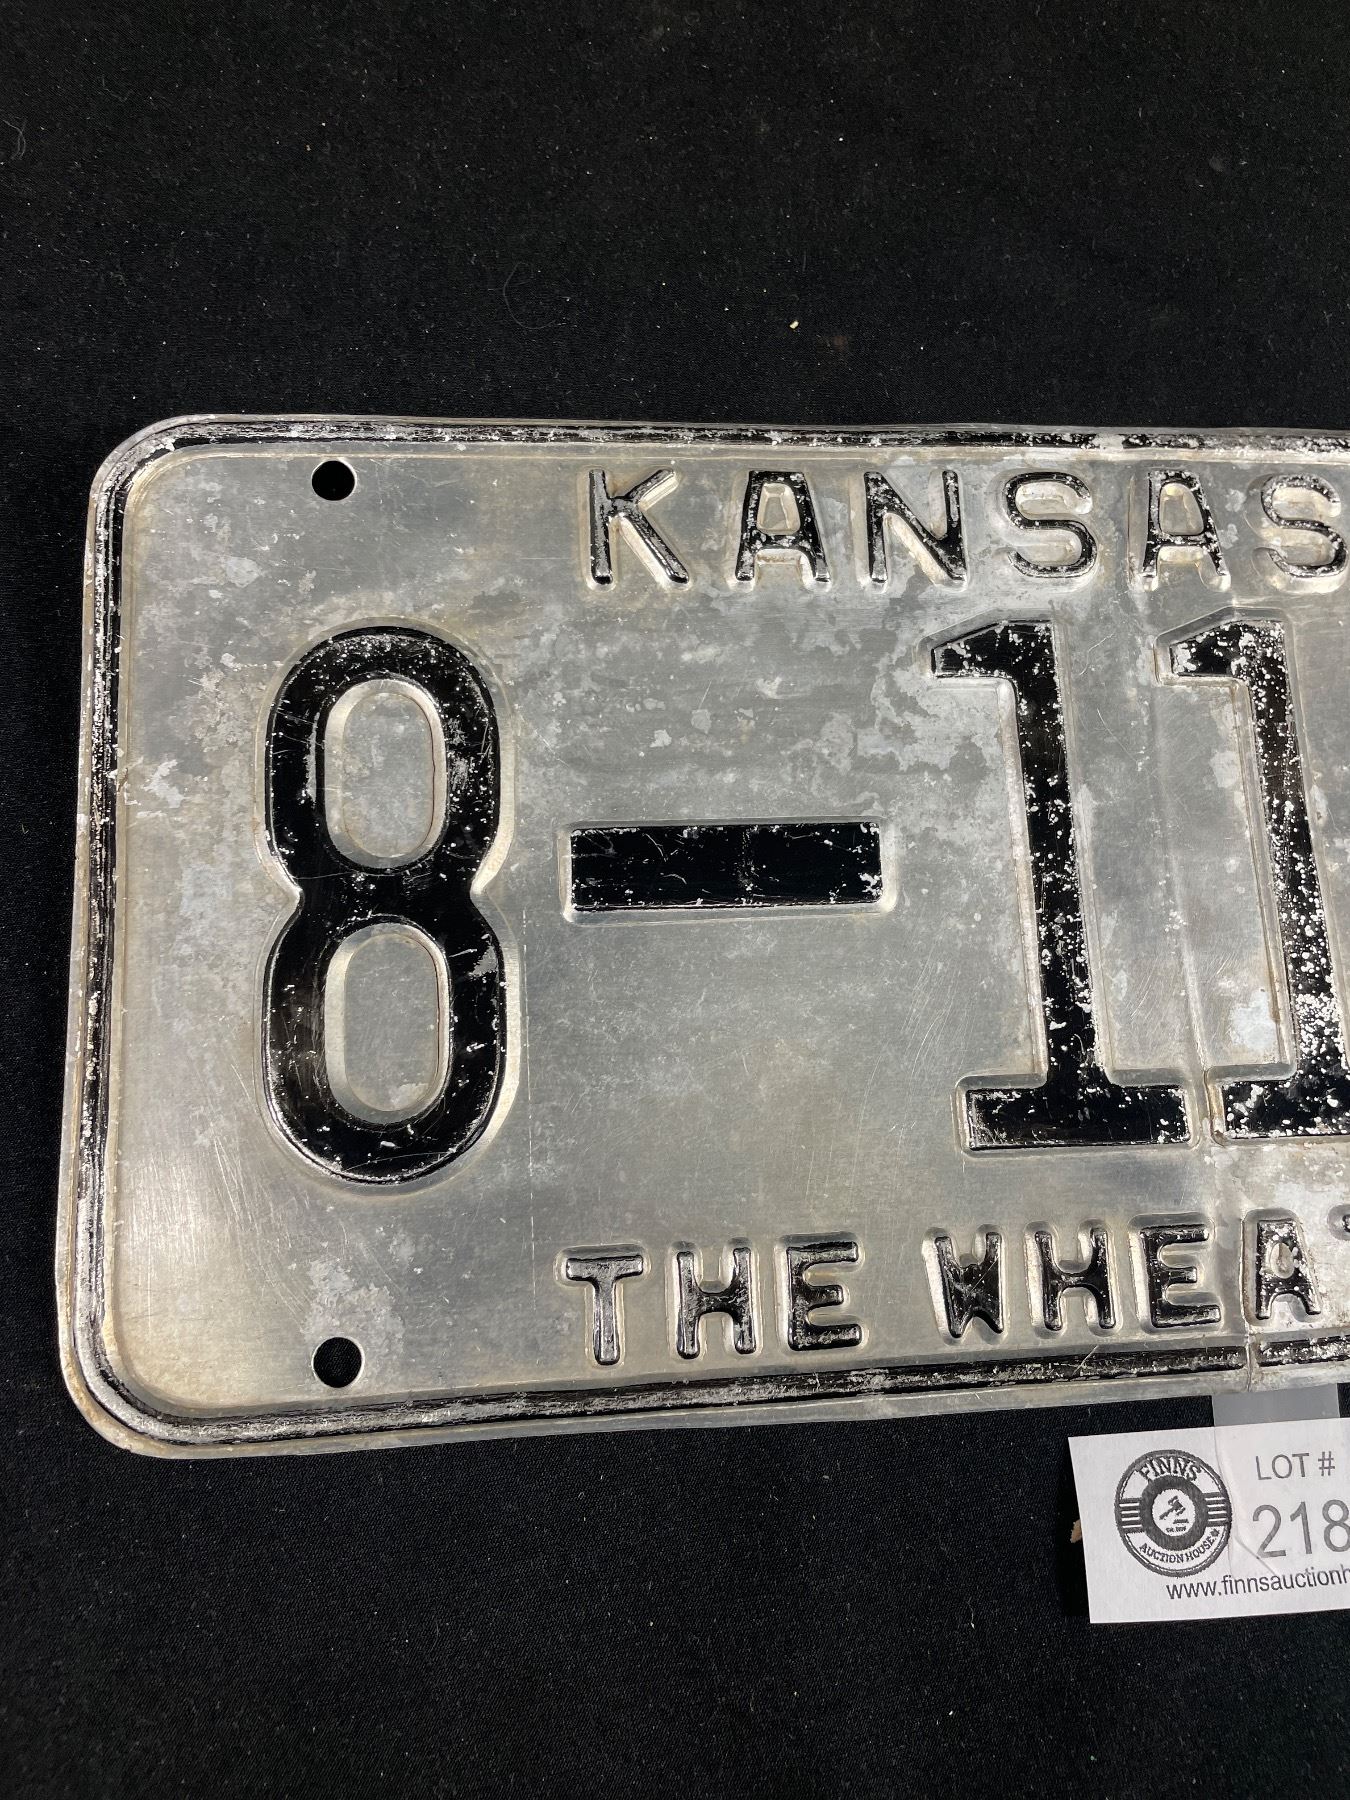 KANSAS
8-11
THE WHEA
FINNS
AUCTION HOUSE
LOT #
218
www.finnsauctionh